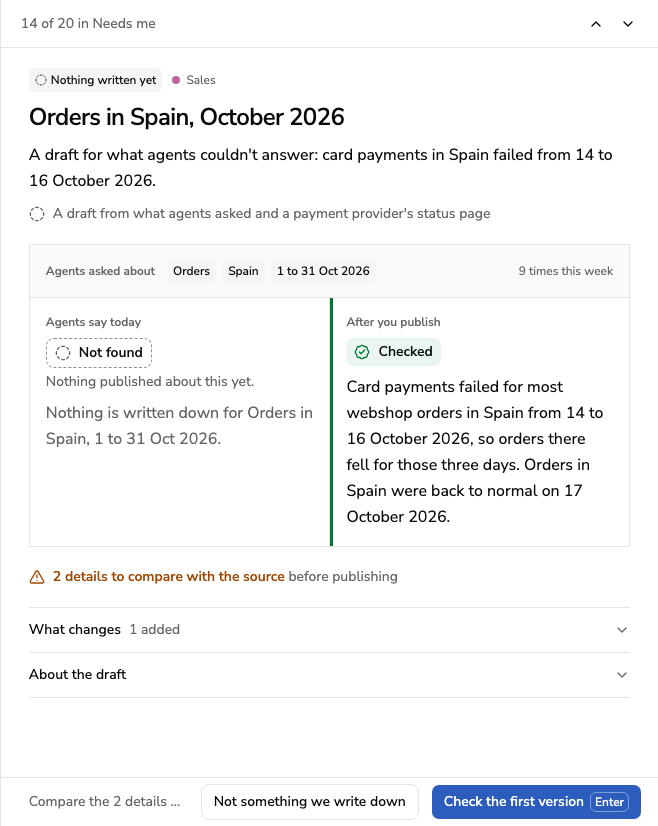 14 of 20 in Needs me
Nothing written yet
Sales
Orders in Spain, October 2026
A draft for what agents couldn't answer: card payments in Spain failed from 14 to
16 October 2026.
A draft from what agents asked and a payment provider's status page
Agents asked about
Orders
Spain
1 to 31 Oct 2026
9 times this week
Agents say today
Not found
Nothing published about this yet.
Nothing is written down for Orders in
Spain, 1 to 31 Oct 2026.
After you publish
Checked
Card payments failed for most
webshop orders in Spain from 14 to
16 October 2026, so orders there
fell for those three days. Orders in
Spain were back to normal on 17
October 2026.
2 details to compare with the source before publishing
What changes 1 added
About the draft
Compare the 2 details ...
Not something we write down
Check the first version Enter